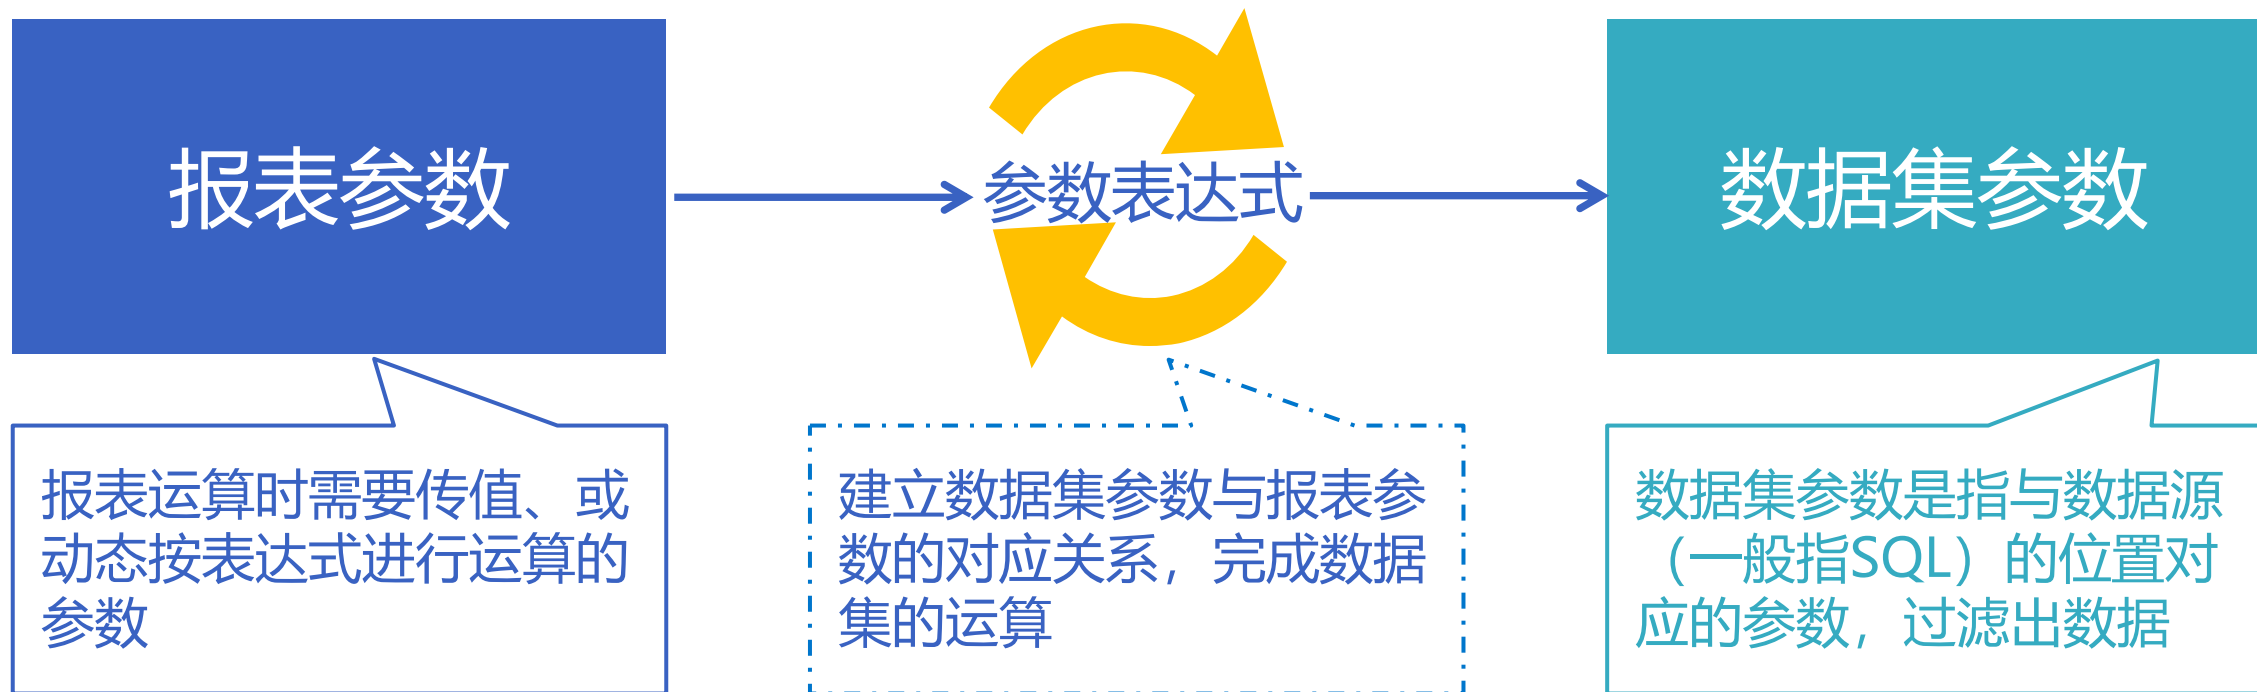 报表参数
参数表达式
数据集参数
报表运算时需要传值、或
动态按表达式进行运算的
参数
建立数据集参数与报表参
数的对应关系，完成数据
集的运算
数据集参数是指与数据源
（一般指SQL）的位置对
应的参数，过滤出数据